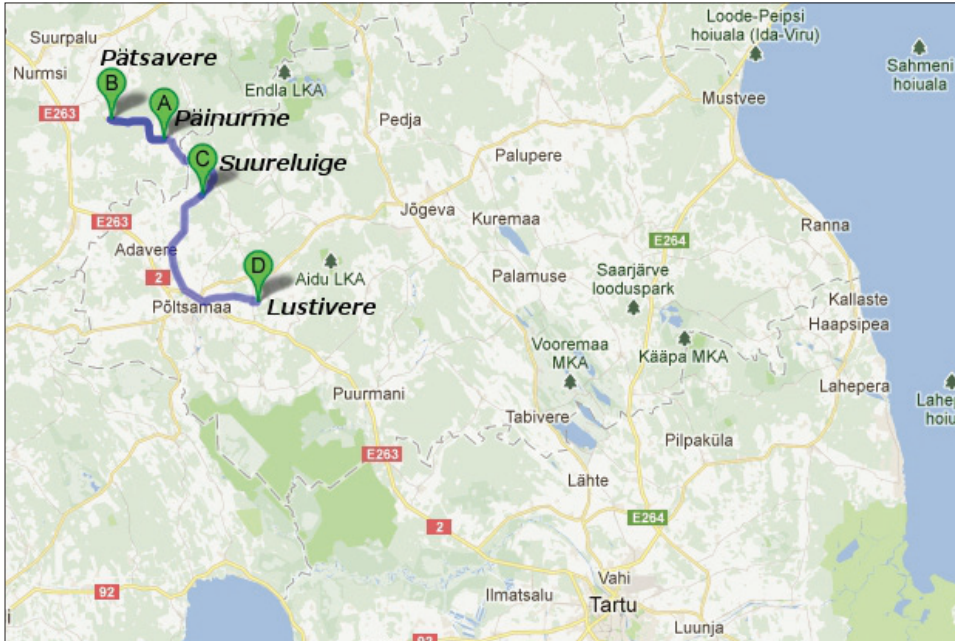 Loode-Peipsi
hoiuala (Ida-Viru)
Suurpalu
Sahmeni
hoiuala
Pätsavere
Nurmsi
Endla LKA
B
A
Mustvee
E263
Päinurme
Pedja
Palupere
Suureluige
C
Jõgeva
Kuremaa
E263
Ranna
E264
Adavere
D
Aidu LKA
Palamuse
Saarjärve
looduspark
2
Põltsamaa
Lustivere
Kallaste
Haapsipea
Vooremaa
MKA
Kääpa MKA
Puurmani
Lahepera
Tabivere
Pilpaküla
E263
Lähte
E264
2
92
Vahi
Ilmatsalu
Tartu
Luunja
92